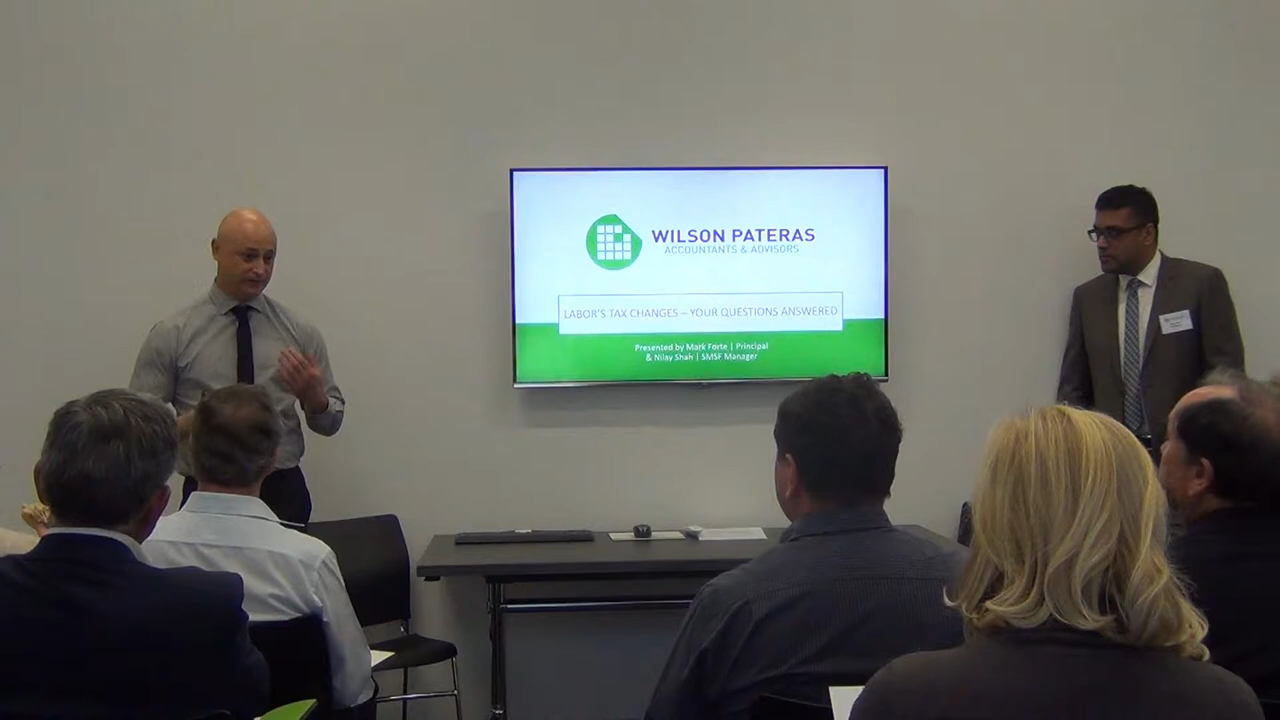 WILSON PATERAS
ACCOUNTANTS & ADVISORS
LABOR'S TAX CHANGES – YOUR QUESTIONS ANSWERED
Presented by Mark Forte | Principal
& Nilay Shah | SMSF Manager